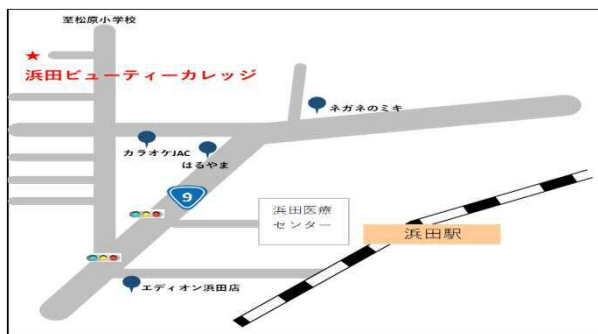 至松原小学校
★
浜田ビューティーカレッジ
ネガネのミキ
カラオケJAC
はるやま
9
浜田医療
センター
浜田駅
エディオン浜田店